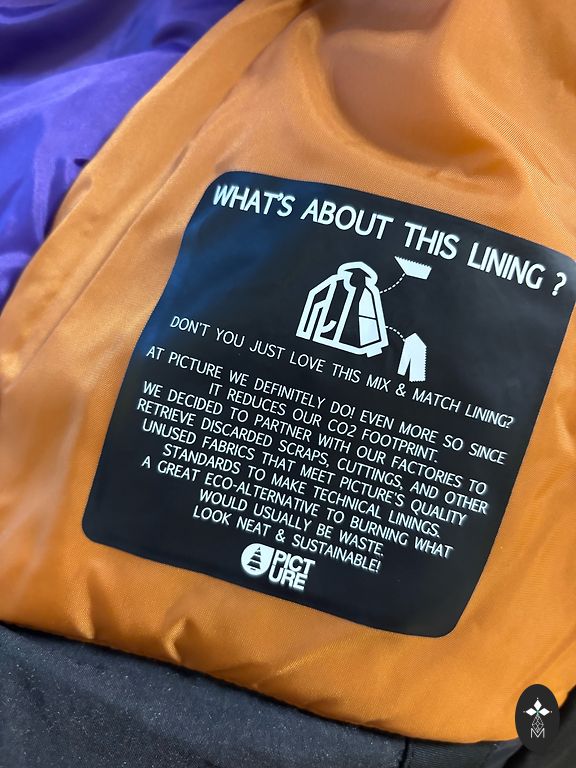 WHAT'S ABOUT THIS LINING ?
DON'T YOU JUST LOVE THIS MIX & MATCH LINING?
AT PICTURE WE DEFINITELY DO! EVEN MORE SO SINCE
IT REDUCES OUR CO2 FOOTPRINT.
WE DECIDED TO PARTNER WITH OUR FACTORIES TO
RETRIEVE DISCARDED SCRAPS, CUTTINGS, AND OTHER
UNUSED FABRICS THAT MEET PICTURE'S QUALITY
STANDARDS TO MAKE TECHNICAL LININGS.
A GREAT ECO-ALTERNATIVE TO BURNING WHAT
WOULD USUALLY BE WASTE.
LOOK NEAT & SUSTAINABLE!
PICT
URE
M